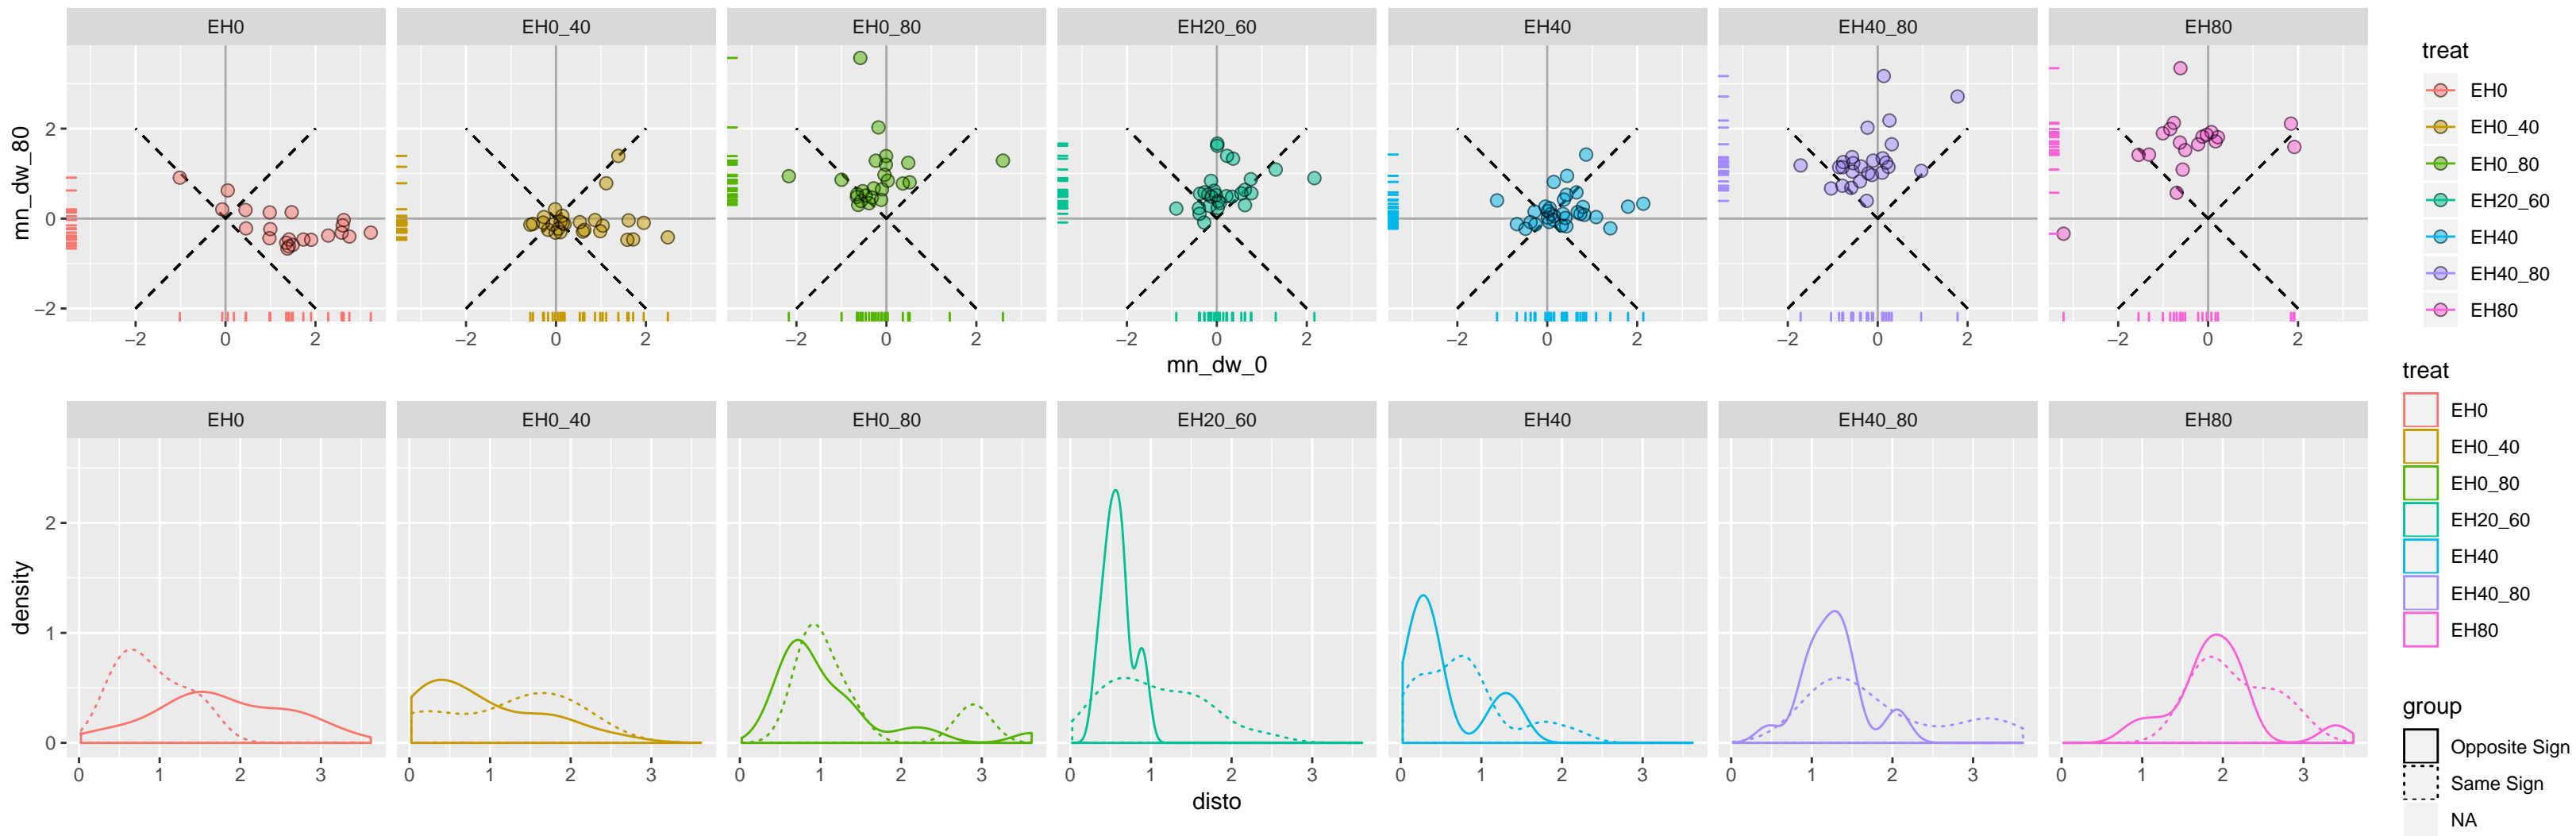 EH0 EH0_40 EH0_80 EH20_60 EH40 EH40_80 EH80
mn_dw_80
2
0
−2
−2 0 2 −2 0 2 −2 0 2 −2 0 2 −2 0 2 −2 0 2 −2 0 2
mn_dw_0
treat
EH0
EH0_40
EH0_80
EH20_60
EH40
EH40_80
EH80
EH0 EH0_40 EH0_80 EH20_60 EH40 EH40_80 EH80
density
2
1
0
0 1 2 3 0 1 2 3 0 1 2 3 0 1 2 3 0 1 2 3 0 1 2 3 0 1 2 3
disto
treat
EH0
EH0_40
EH0_80
EH20_60
EH40
EH40_80
EH80
group
Opposite Sign
Same Sign
NA